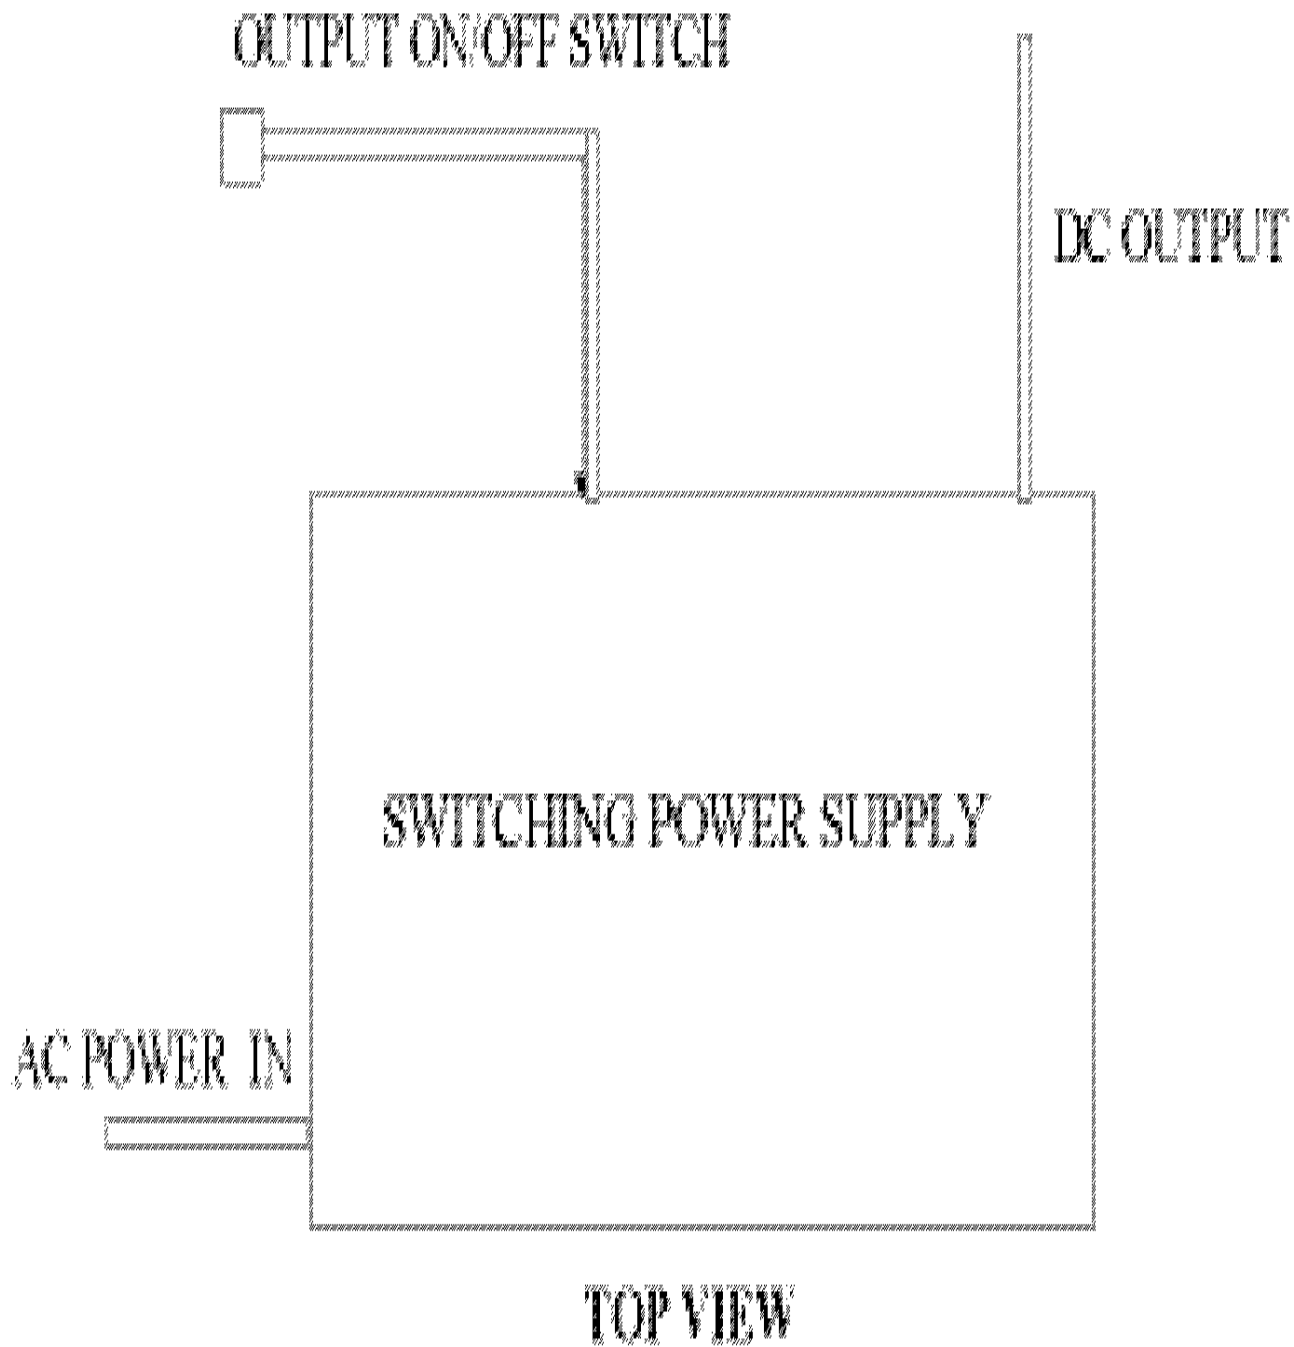 OUTPUT ON/OFF SWITCH
DC OUTPUT
SWITCHING POWER SUPPLY
AC POWER IN
TOP VIEW